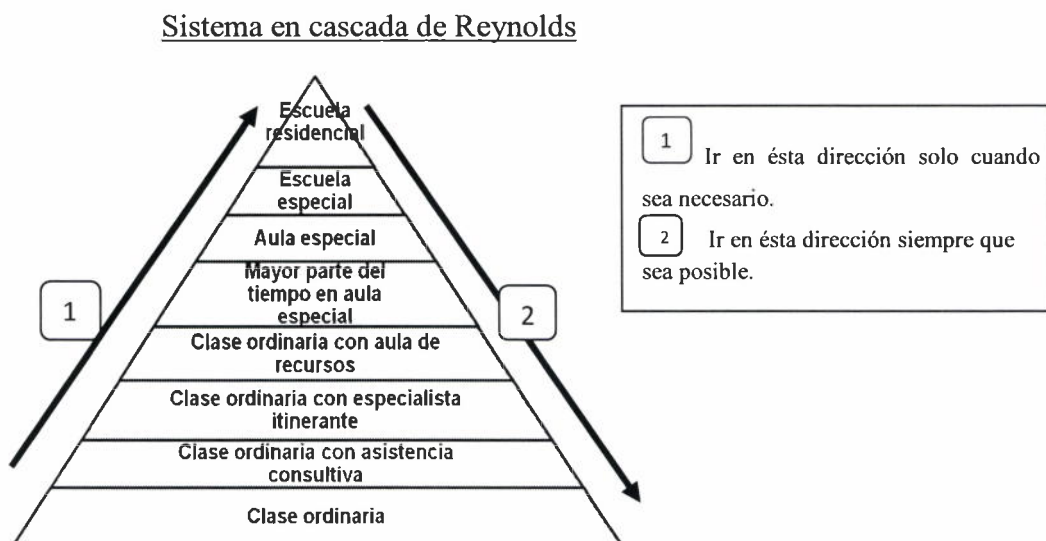 Sistema en cascada de Reynolds
Escuela
residencial
Escuela
especial
Aula especial
Mayor parte del
tiempo en aula
especial
Clase ordinaria con aula de
recursos
Clase ordinaria con especialista
itinerante
Clase ordinaria con asistencia
consultiva
Clase ordinaria
1
2
1 Ir en ésta dirección solo cuando
sea necesario.
2 Ir en ésta dirección siempre que
sea posible.